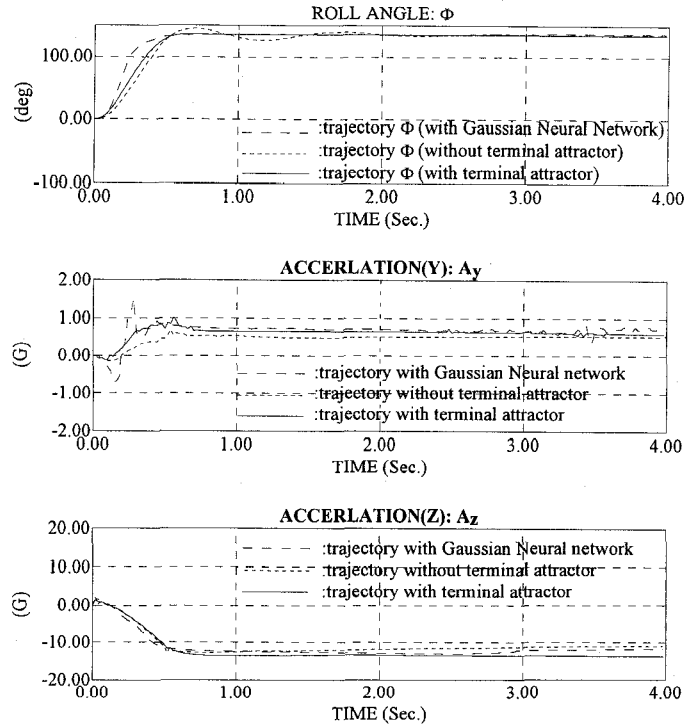 ROLL ANGLE: Φ
100.00
0.00
-100.00
(deg)
:trajectory Φ (with Gaussian Neural Network)
:trajectory Φ (without terminal attractor)
:trajectory Φ (with terminal attractor)
0.00 1.00 2.00 3.00 4.00
TIME (Sec.)
ACCERLATION(Y): Ay
2.00
1.00
0.00
-1.00
-2.00
(G)
:trajectory with Gaussian Neural network
:trajectory without terminal attractor
:trajectory with terminal attractor
0.00 1.00 2.00 3.00 4.00
TIME (Sec.)
ACCERLATION(Z): Az
20.00
10.00
0.00
-10.00
-20.00
(G)
:trajectory with Gaussian Neural network
:trajectory without terminal attractor
:trajectory with terminal attractor
0.00 1.00 2.00 3.00 4.00
TIME (Sec.)